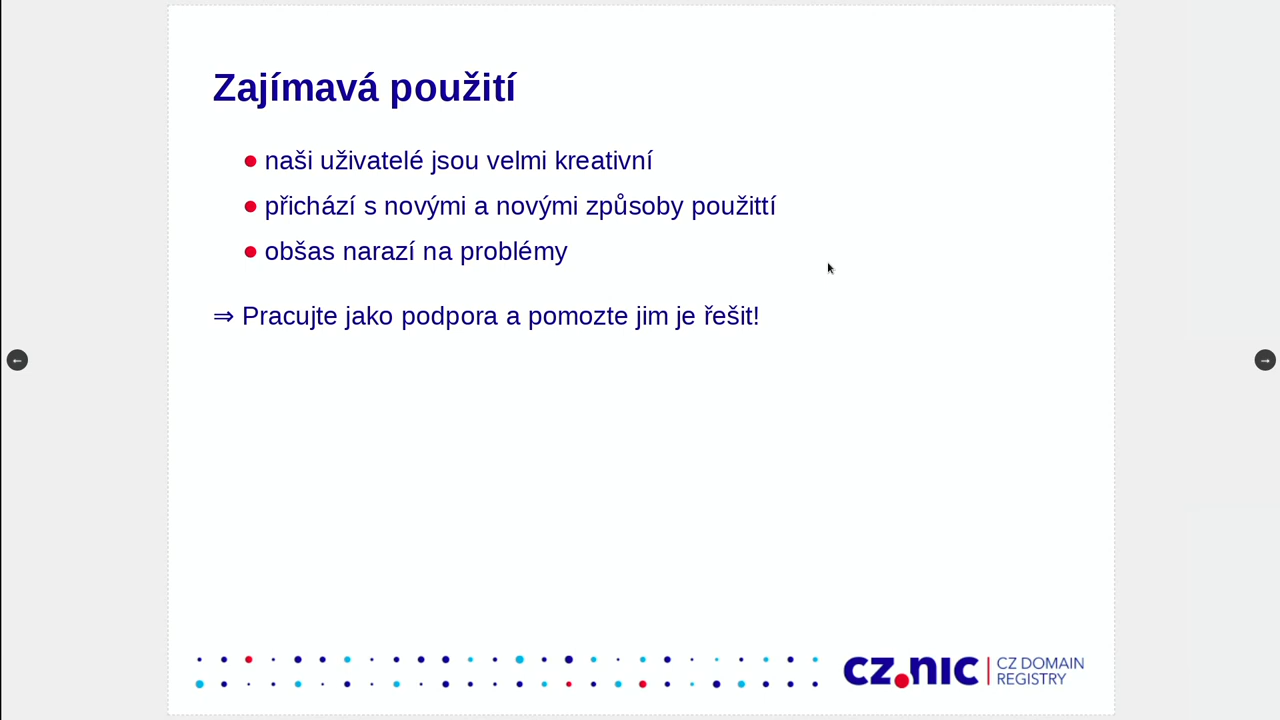 Zajímavá použití
naši uživatelé jsou velmi kreativní
přichází s novými a novými způsoby použittí
obšas narazí na problémy
⇒ Pracujte jako podpora a pomozte jim je řešit!
CZ.NIC
CZ DOMAIN
REGISTRY